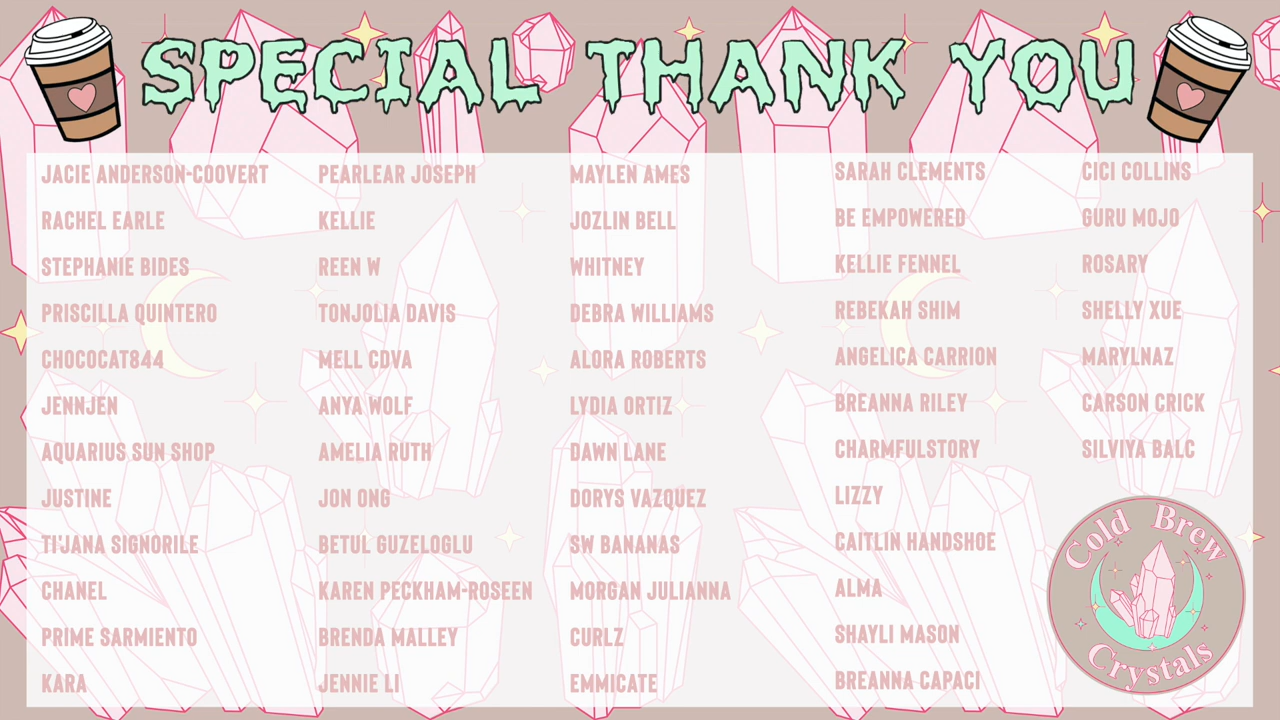 SPECIAL THANK YOU
JACIE ANDERSON-COOVERT
RACHEL EARLE
STEPHANIE BIDES
PRISCILLA QUINTERO
CHOCOCAT844
JENNJEN
AQUARIUS SUN SHOP
JUSTINE
TI'JANA SIGNORILE
CHANEL
PRIME SARMIENTO
KARA
PEARLEAR JOSEPH
KELLIE
REEN W
TONJOLIA DAVIS
MELL CDVA
ANYA WOLF
AMELIA RUTH
JON ONG
BETUL GUZELOGLU
KAREN PECKHAM-ROSEEN
BRENDA MALLEY
JENNIE LI
MAYLEN AMES
JOZLIN BELL
WHITNEY
DEBRA WILLIAMS
ALORA ROBERTS
LYDIA ORTIZ
DAWN LANE
DORYS VAZQUEZ
SW BANANAS
MORGAN JULIANNA
CURLZ
EMMICATE
SARAH CLEMENTS
BE EMPOWERED
KELLIE FENNEL
REBEKAH SHIM
ANGELICA CARRION
BREANNA RILEY
CHARMFULSTORY
LIZZY
CAITLIN HANDSHOE
ALMA
SHAYLI MASON
BREANNA CAPACI
CICI COLLINS
GURU MOJO
ROSARY
SHELLY XUE
MARYLNAZ
CARSON CRICK
SILVIYA BALC
Cold Brew
Crystals